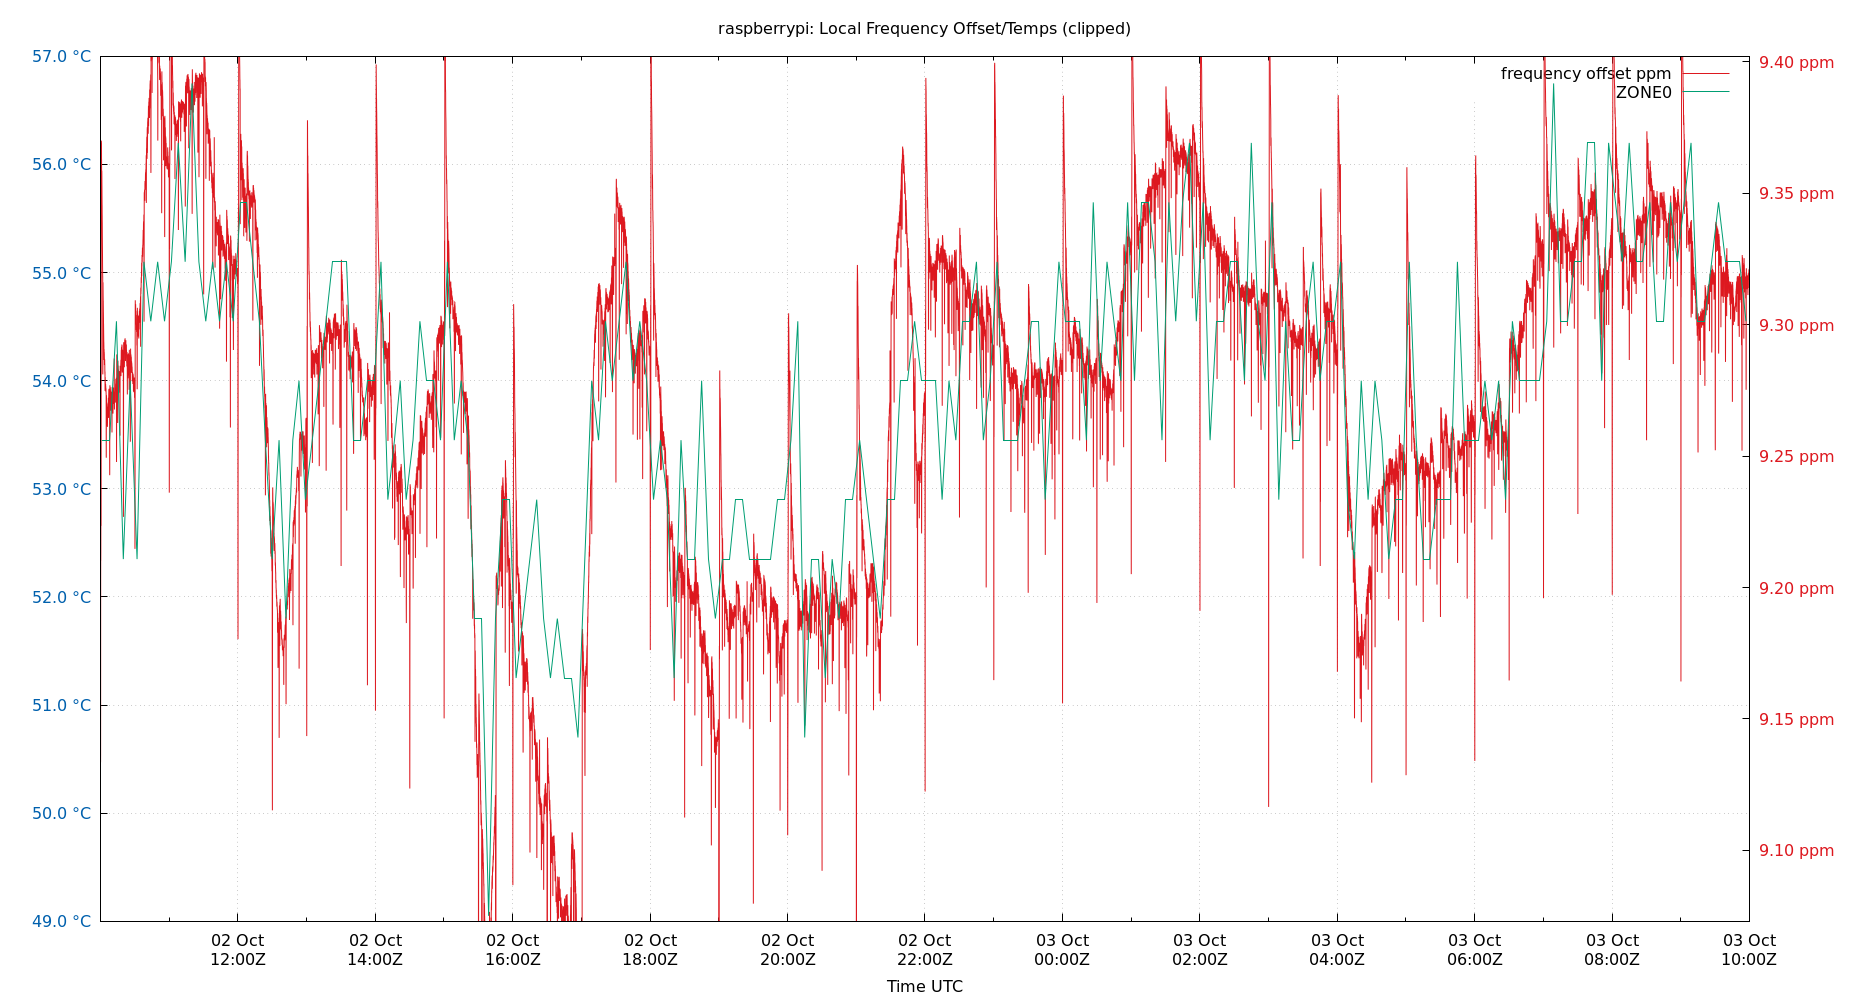 raspberrypi: Local Frequency Offset/Temps (clipped)
57.0 °C
56.0 °C
55.0 °C
54.0 °C
53.0 °C
52.0 °C
51.0 °C
50.0 °C
49.0 °C
frequency offset ppm
ZONE0
9.40 ppm
9.35 ppm
9.30 ppm
9.25 ppm
9.20 ppm
9.15 ppm
9.10 ppm
02 Oct
12:00Z
02 Oct
14:00Z
02 Oct
16:00Z
02 Oct
18:00Z
02 Oct
20:00Z
02 Oct
22:00Z
03 Oct
00:00Z
03 Oct
02:00Z
03 Oct
04:00Z
03 Oct
06:00Z
03 Oct
08:00Z
03 Oct
10:00Z
Time UTC